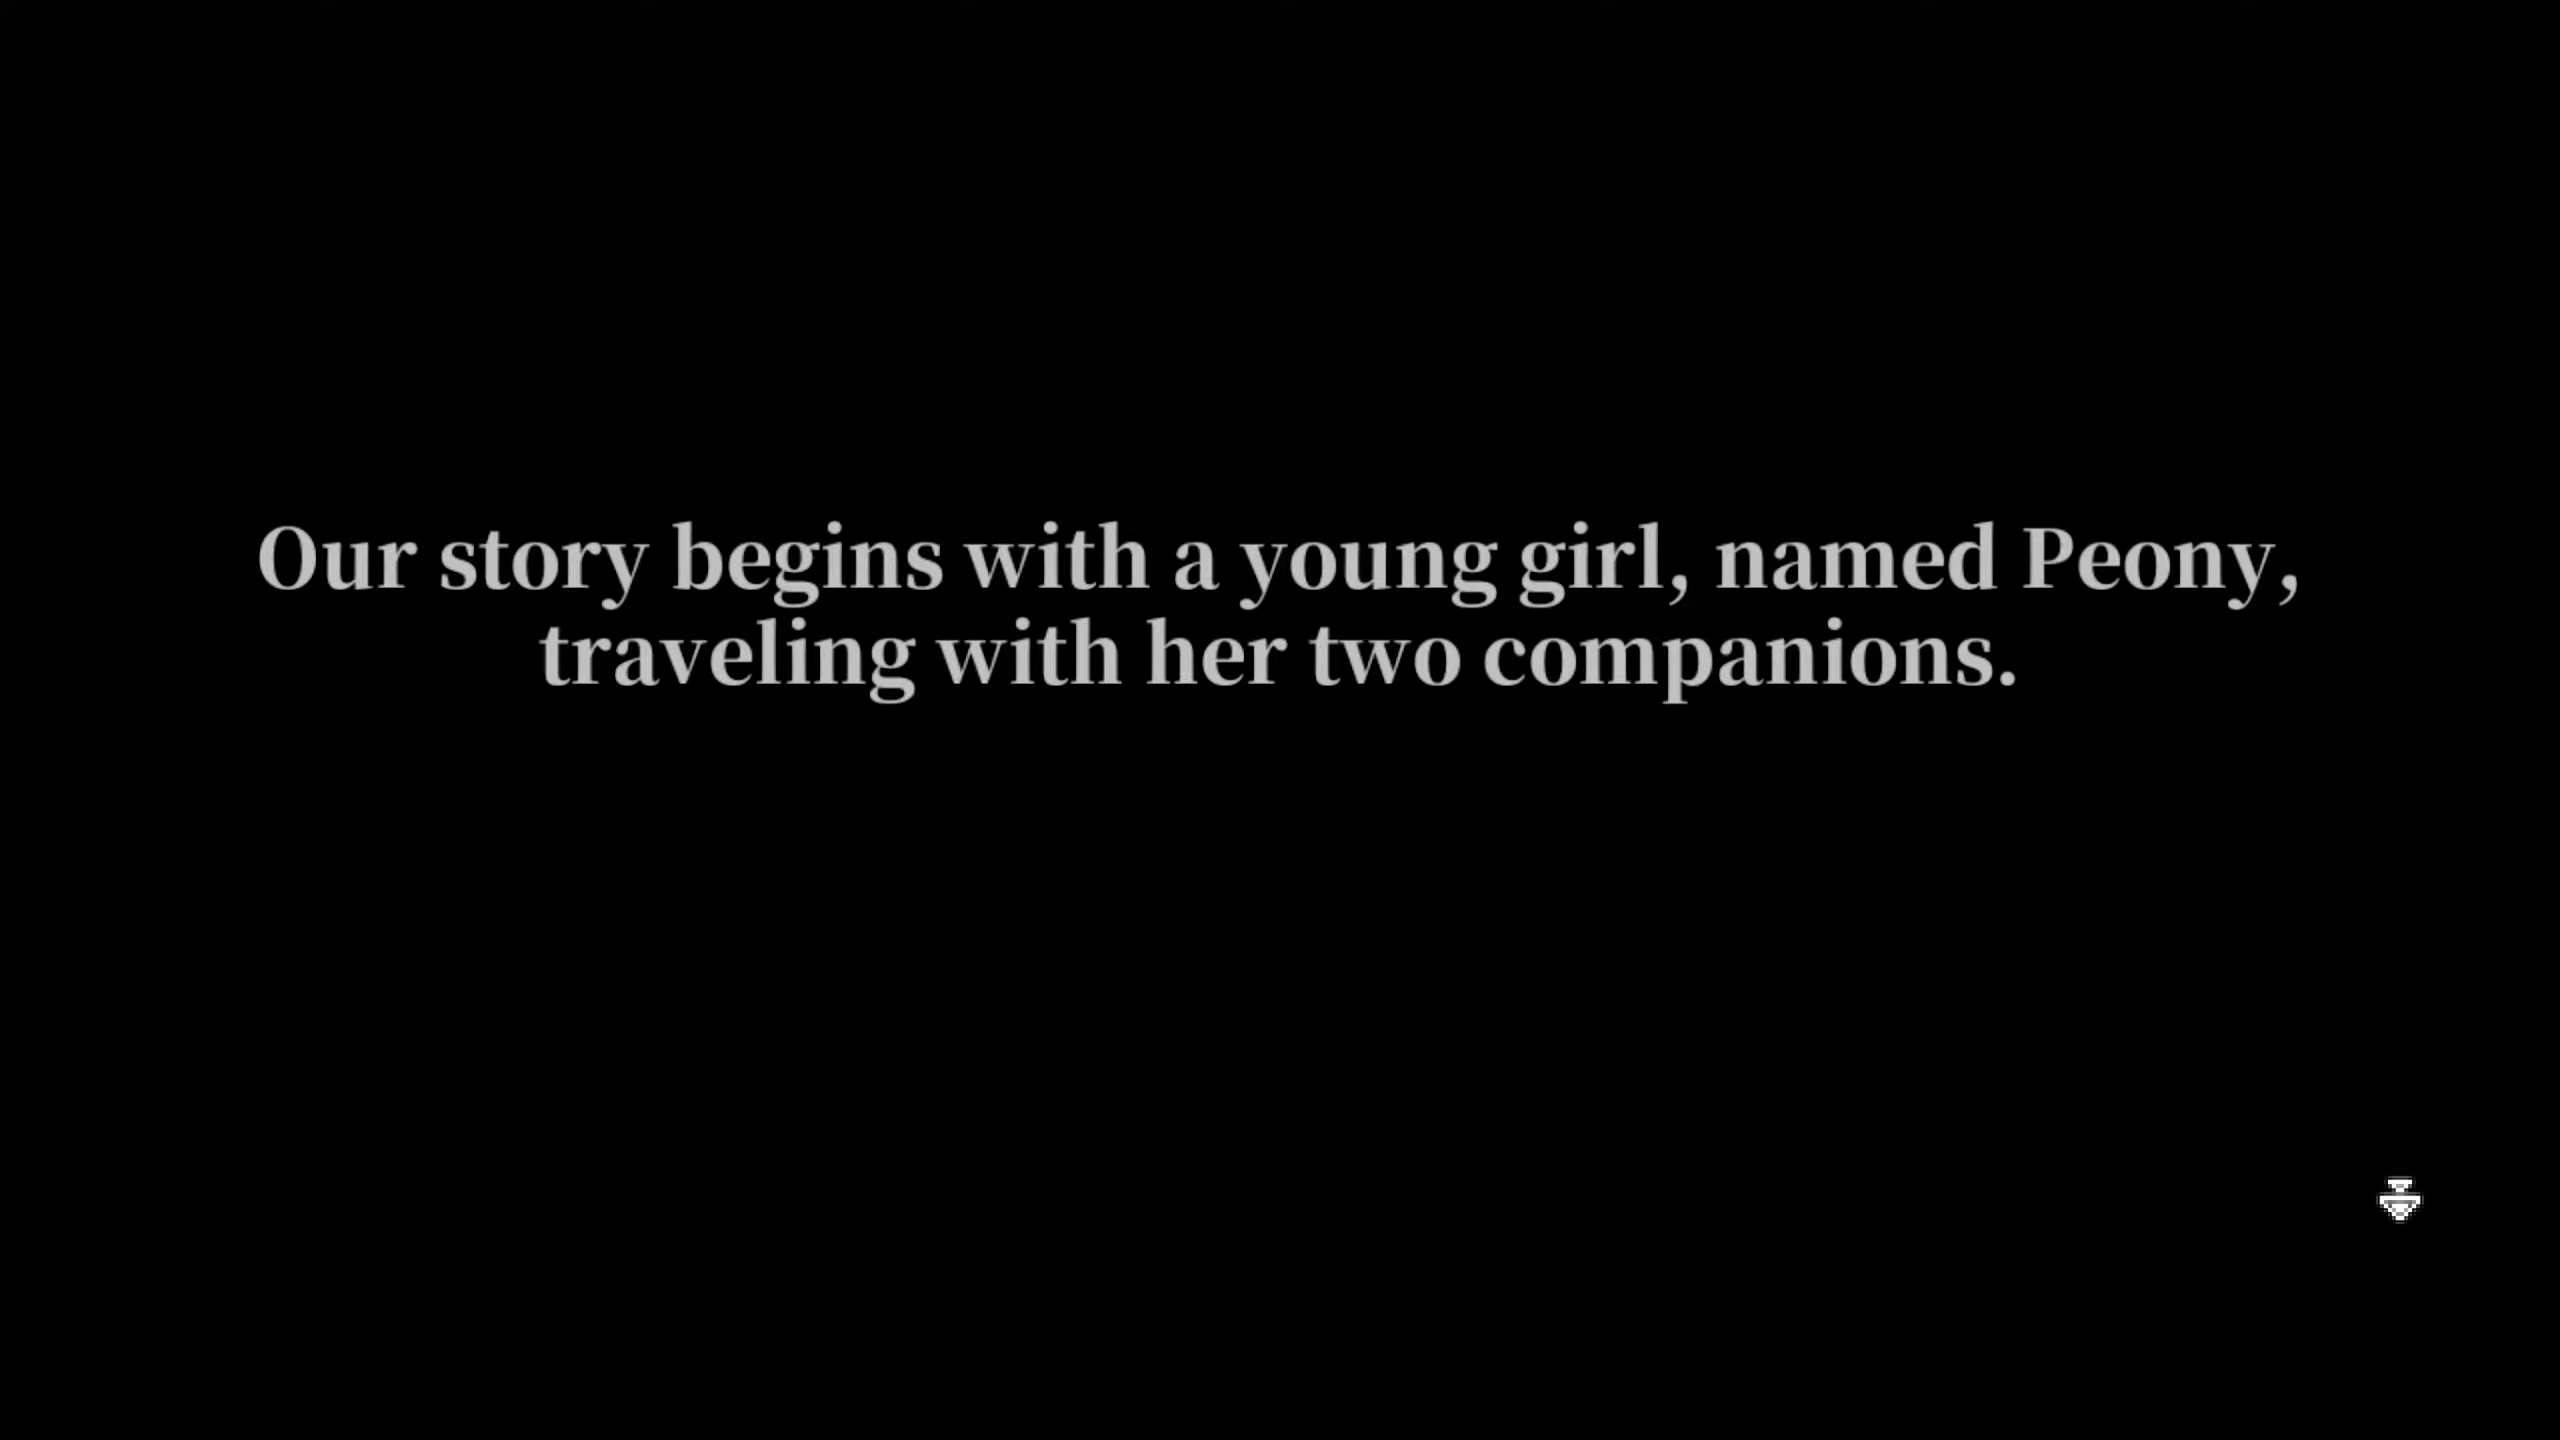 Our story begins with a young girl, named Peony,
traveling with her two companions.